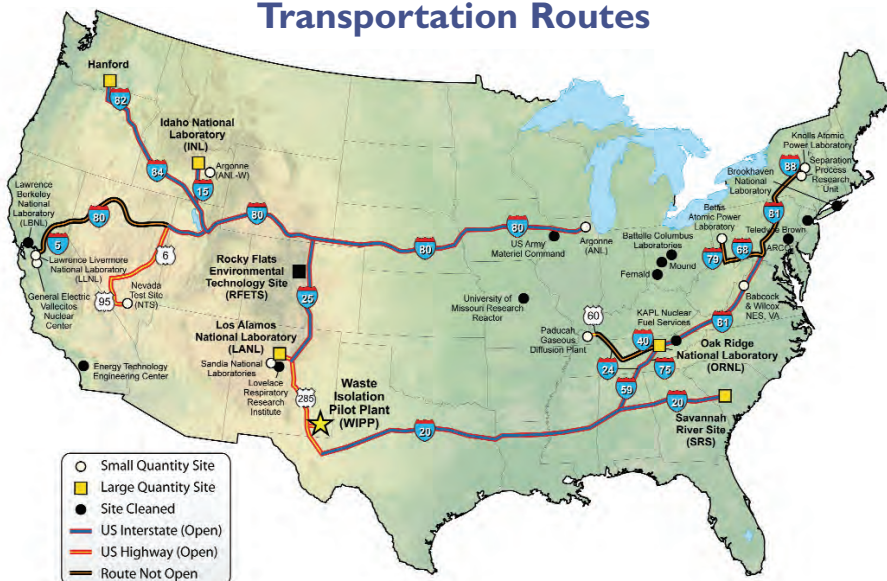 Transportation Routes
Hanford
82
Idaho National
Laboratory
(INL)
Argonne
(ANL-W)
84
15
Lawrence
Berkeley
National
Laboratory
(LBNL)
80
5
Lawrence Livermore
National Laboratory
(LLNL)
General Electric
Vallecitos
Nuclear
Center
6
95
Nevada
Test Site
(NTS)
Energy Technology
Engineering Center
80
Rocky Flats
Environmental
Technology Site
(RFETS)
25
Los Alamos
National Laboratory
(LANL)
Sandia National
Laboratories
Lovelace
Respiratory
Research
Institute
285
Waste
Isolation
Pilot Plant
(WIPP)
80
80
US Army
Materiel Command
Argonne
(ANL)
University of
Missouri Research
Reactor
Battelle Columbus
Laboratories
Mound
Fernald
Knolls Atomic
Power Laboratory
88
Separation
Process
Research
Unit
Brookhaven
National
Laboratory
81
Bettis
Atomic Power
Laboratory
Teledyne Brown
ARCO
79
68
Babcock
& Wilcox
NES, VA
KAPL Nuclear
Fuel Services
61
60
Paducah
Gaseous
Diffusion Plant
40
24
75
59
Oak Ridge
National Laboratory
(ORNL)
20
20
Savannah
River Site
(SRS)
Small Quantity Site
Large Quantity Site
Site Cleaned
US Interstate (Open)
US Highway (Open)
Route Not Open